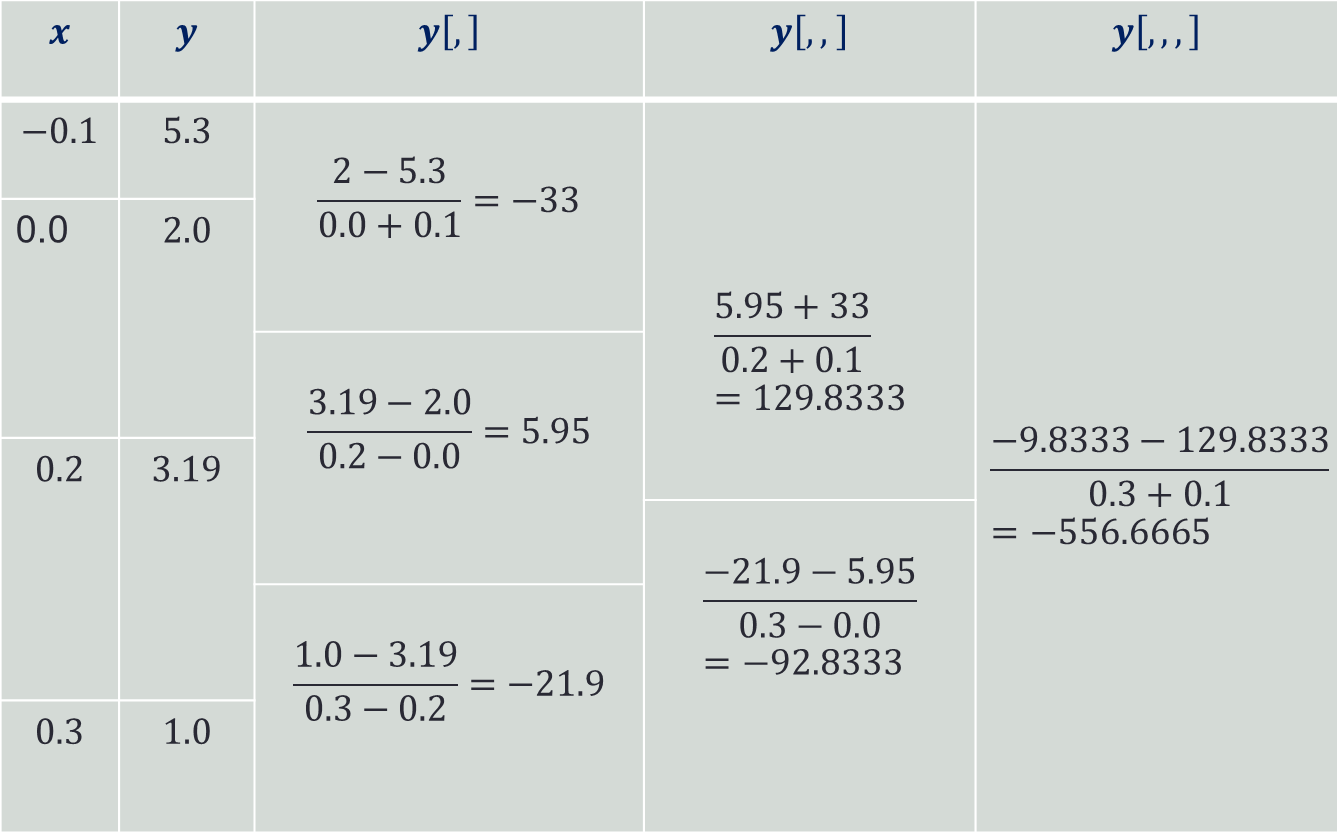 x y y[,] y[,,] y[,,,]
−0.1 5.3
(2 − 5.3)/(0.0 + 0.1) = −33
0.0 2.0
(5.95 + 33)/(0.2 + 0.1)
= 129.8333
(3.19 − 2.0)/(0.2 − 0.0) = 5.95
0.2 3.19
(−9.8333 − 129.8333)/(0.3 + 0.1)
= −556.6665
(−21.9 − 5.95)/(0.3 − 0.0)
= −92.8333
(1.0 − 3.19)/(0.3 − 0.2) = −21.9
0.3 1.0